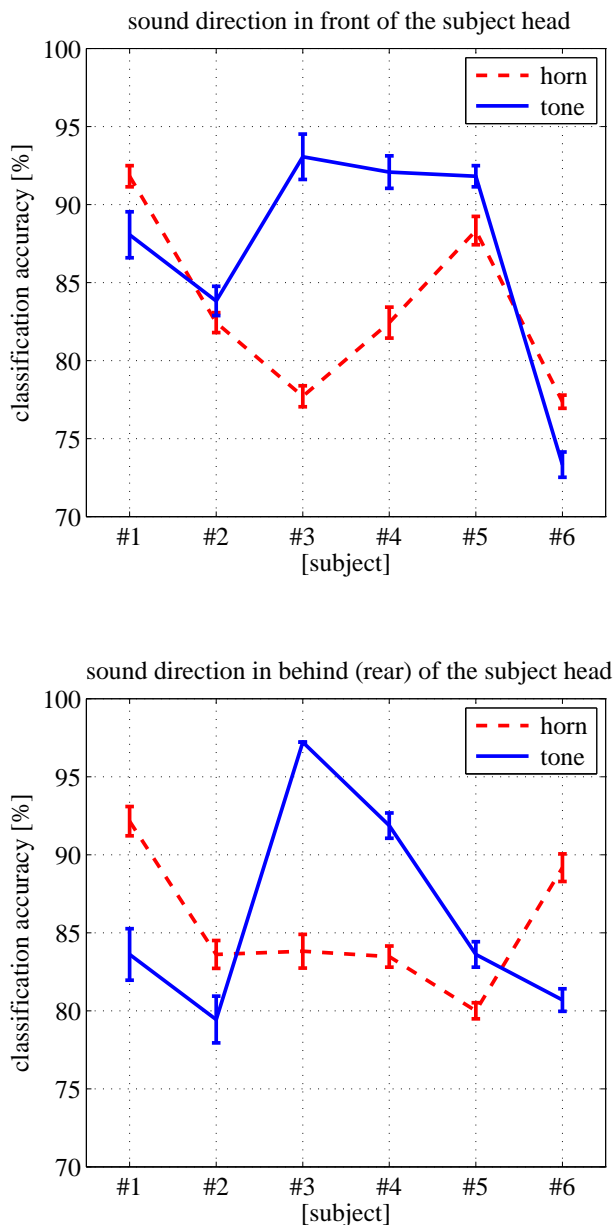 sound direction in front of the subject head
100
95
90
85
80
75
70
classification accuracy [%]
horn
tone
#1 #2 #3 #4 #5 #6
[subject]
sound direction in behind (rear) of the subject head
100
95
90
85
80
75
70
classification accuracy [%]
horn
tone
#1 #2 #3 #4 #5 #6
[subject]